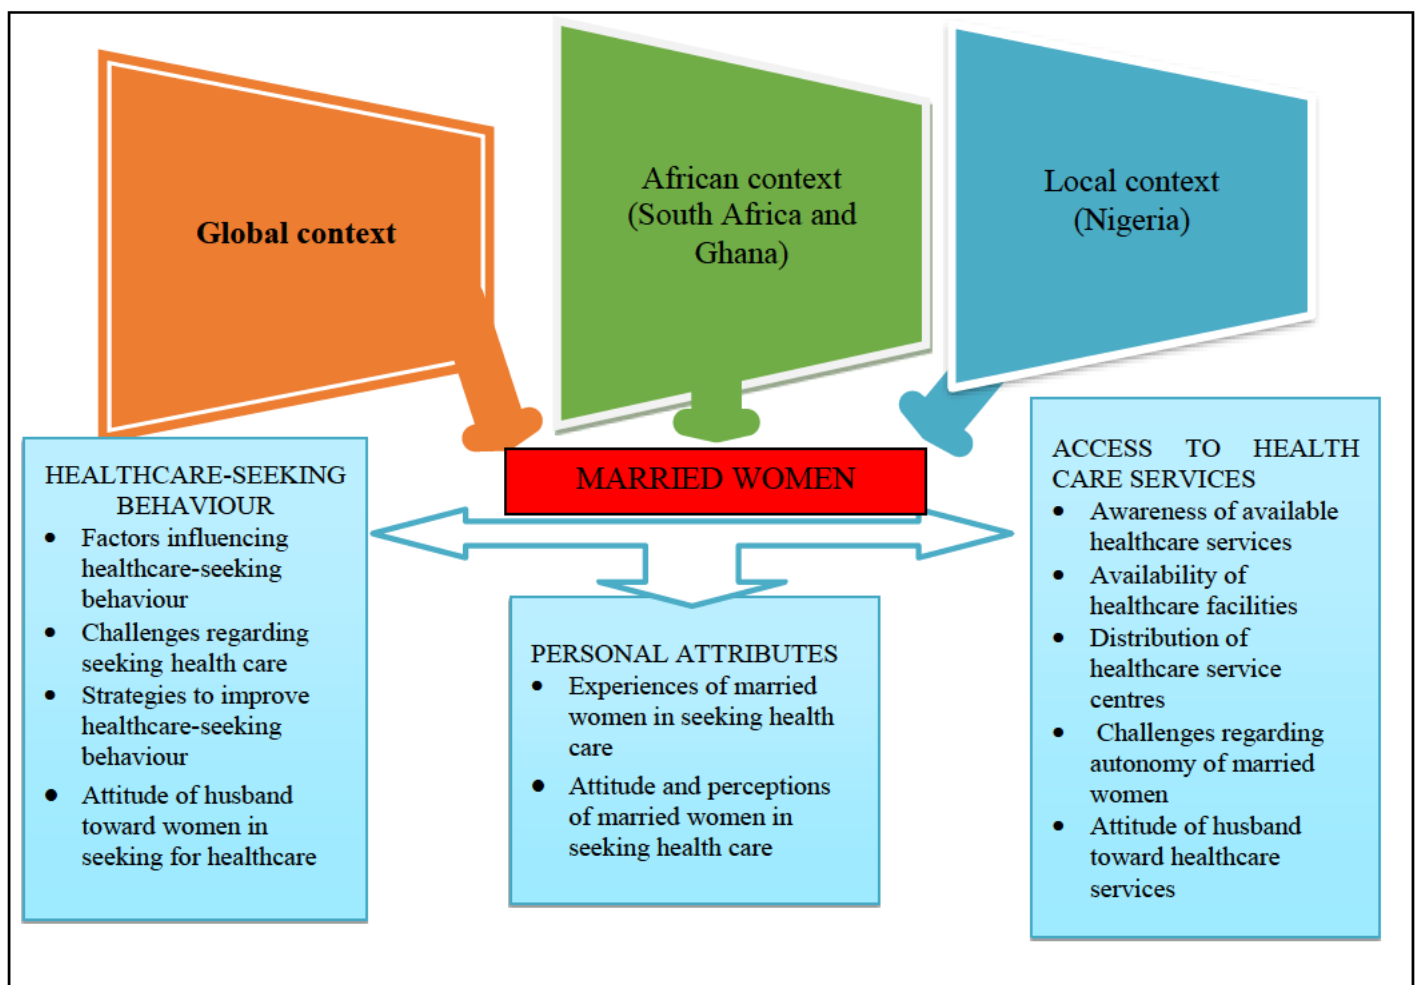 Global context
African context
(South Africa and
Ghana)
Local context
(Nigeria)
MARRIED WOMEN
HEALTHCARE-SEEKING
BEHAVIOUR
• Factors influencing
healthcare-seeking
behaviour
• Challenges regarding
seeking health care
• Strategies to improve
healthcare-seeking
behaviour
• Attitude of husband
toward women in
seeking for healthcare
PERSONAL ATTRIBUTES
• Experiences of married
women in seeking health
care
• Attitude and perceptions
of married women in
seeking health care
ACCESS TO HEALTH
CARE SERVICES
• Awareness of available
healthcare services
• Availability of
healthcare facilities
• Distribution of
healthcare service
centres
• Challenges regarding
autonomy of married
women
• Attitude of husband
toward healthcare
services